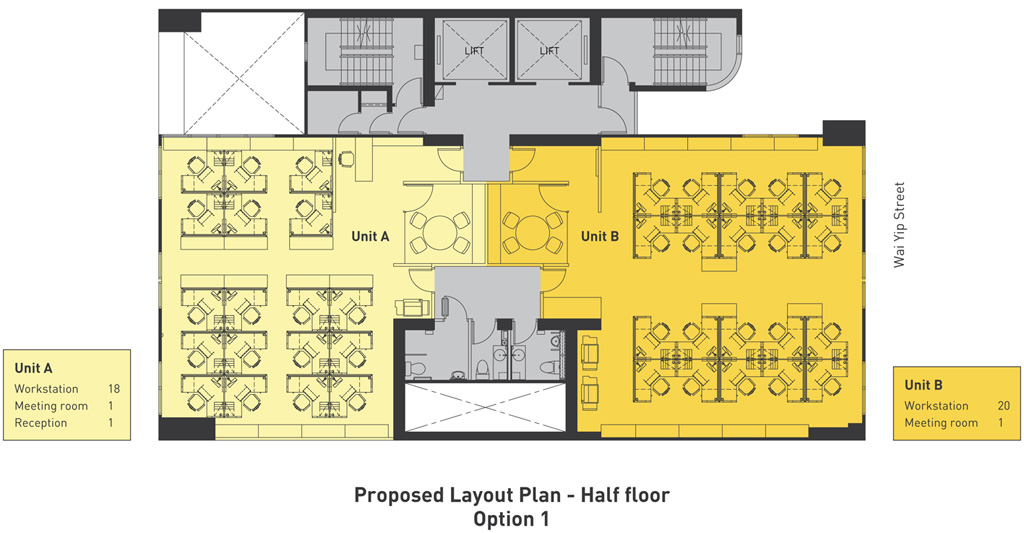 LIFT
LIFT
Unit A
Unit B
Wai Yip Street
Unit A
Workstation 18
Meeting room 1
Reception 1
Unit B
Workstation 20
Meeting room 1
Proposed Layout Plan - Half floor
Option 1